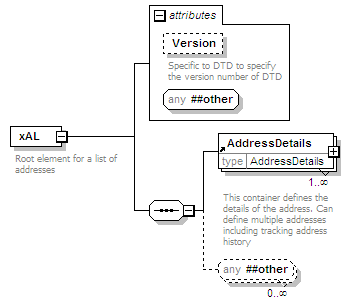 attributes
Version
Specific to DTD to specify
the version number of DTD
any ##other
xAL
Root element for a list of
addresses
AddressDetails
type AddressDetails
1..∞
This container defines the
details of the address. Can
define multiple addresses
including tracking address
history
any ##other
0..∞